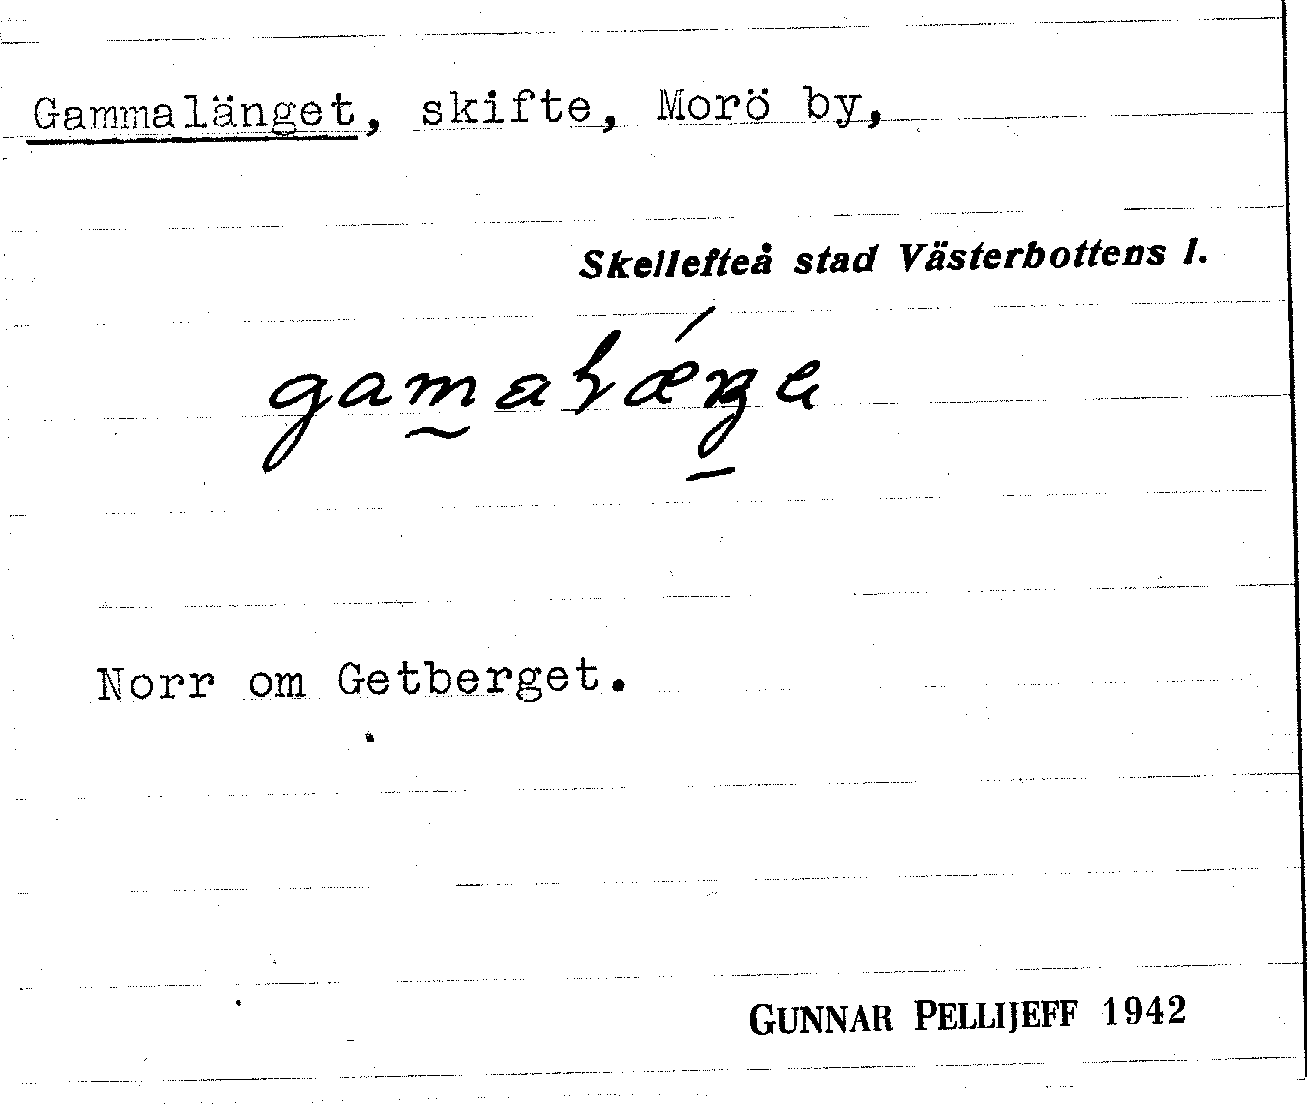 Gammalänget, skifte, Morö by,
Skellefteå stad Västerbottens l.
Norr om Getberget.
GUNNAR PELLIJEFF 1942